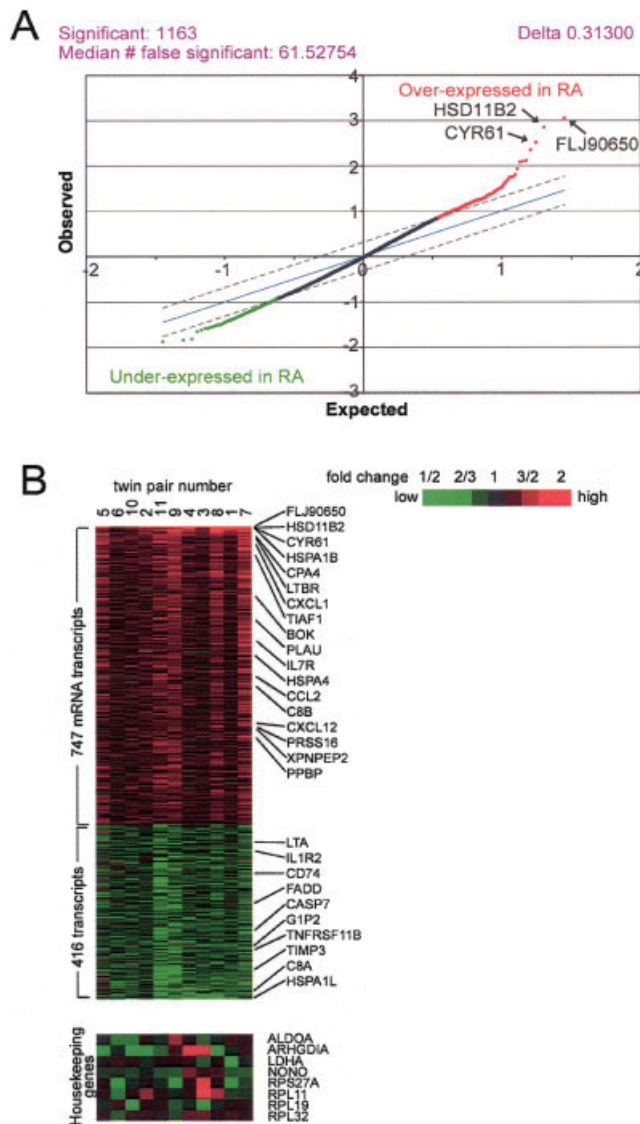 A
Significant: 1163
Median # false significant: 61.52754
Delta 0.31300
4
Over-expressed in RA
HSD11B2
3
CYR61
FLJ90650
2
1
Observed
-2
-1
0
1
2
-1
-2
Under-expressed in RA
3
Expected
B
twin pair number
fold change
1/2 2/3 1 3/2 2
low
high
5 6 10 2 11 9 4 3 8 1 7
FLJ90650
HSD11B2
CYR61
HSPA1B
CPA4
LTBR
CXCL1
TIAF1
BOK
PLAU
IL7R
HSPA4
CCL2
C8B
CXCL12
PRSS16
XPNPEP2
PPBP
747 mRNA transcripts
LTA
IL1R2
CD74
FADD
CASP7
G1P2
TNFRSF11B
TIMP3
C8A
HSPA1L
416 transcripts
Housekeeping
genes
ALDOA
ARHGDIA
LDHA
NONO
RPS27A
RPL11
RPL19
RPL32